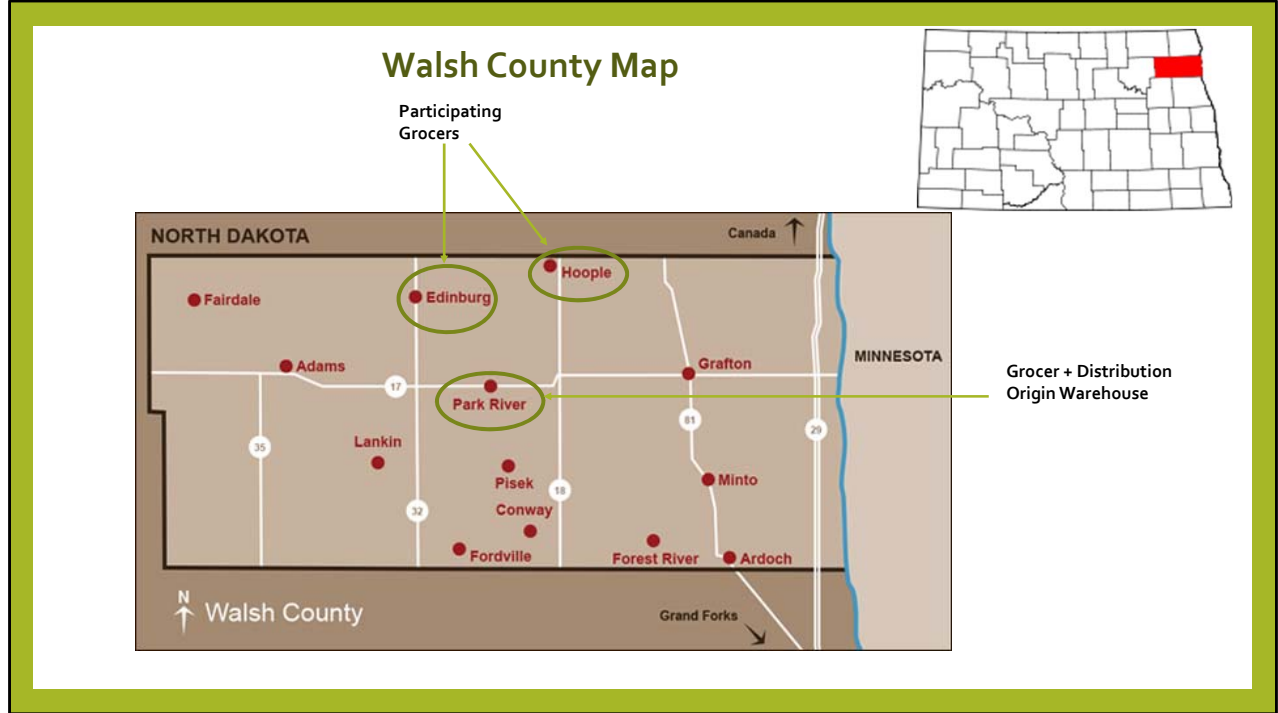 Walsh County Map
Participating
Grocers
NORTH DAKOTA
Canada
Hoople
Fairdale
Edinburg
Adams
Grafton
MINNESOTA
Grocer + Distribution
Origin Warehouse
17
Park River
81
29
35
Lankin
Pisek
18
Minto
32
Conway
Fordville
Forest River
Ardoch
N
Walsh County
Grand Forks